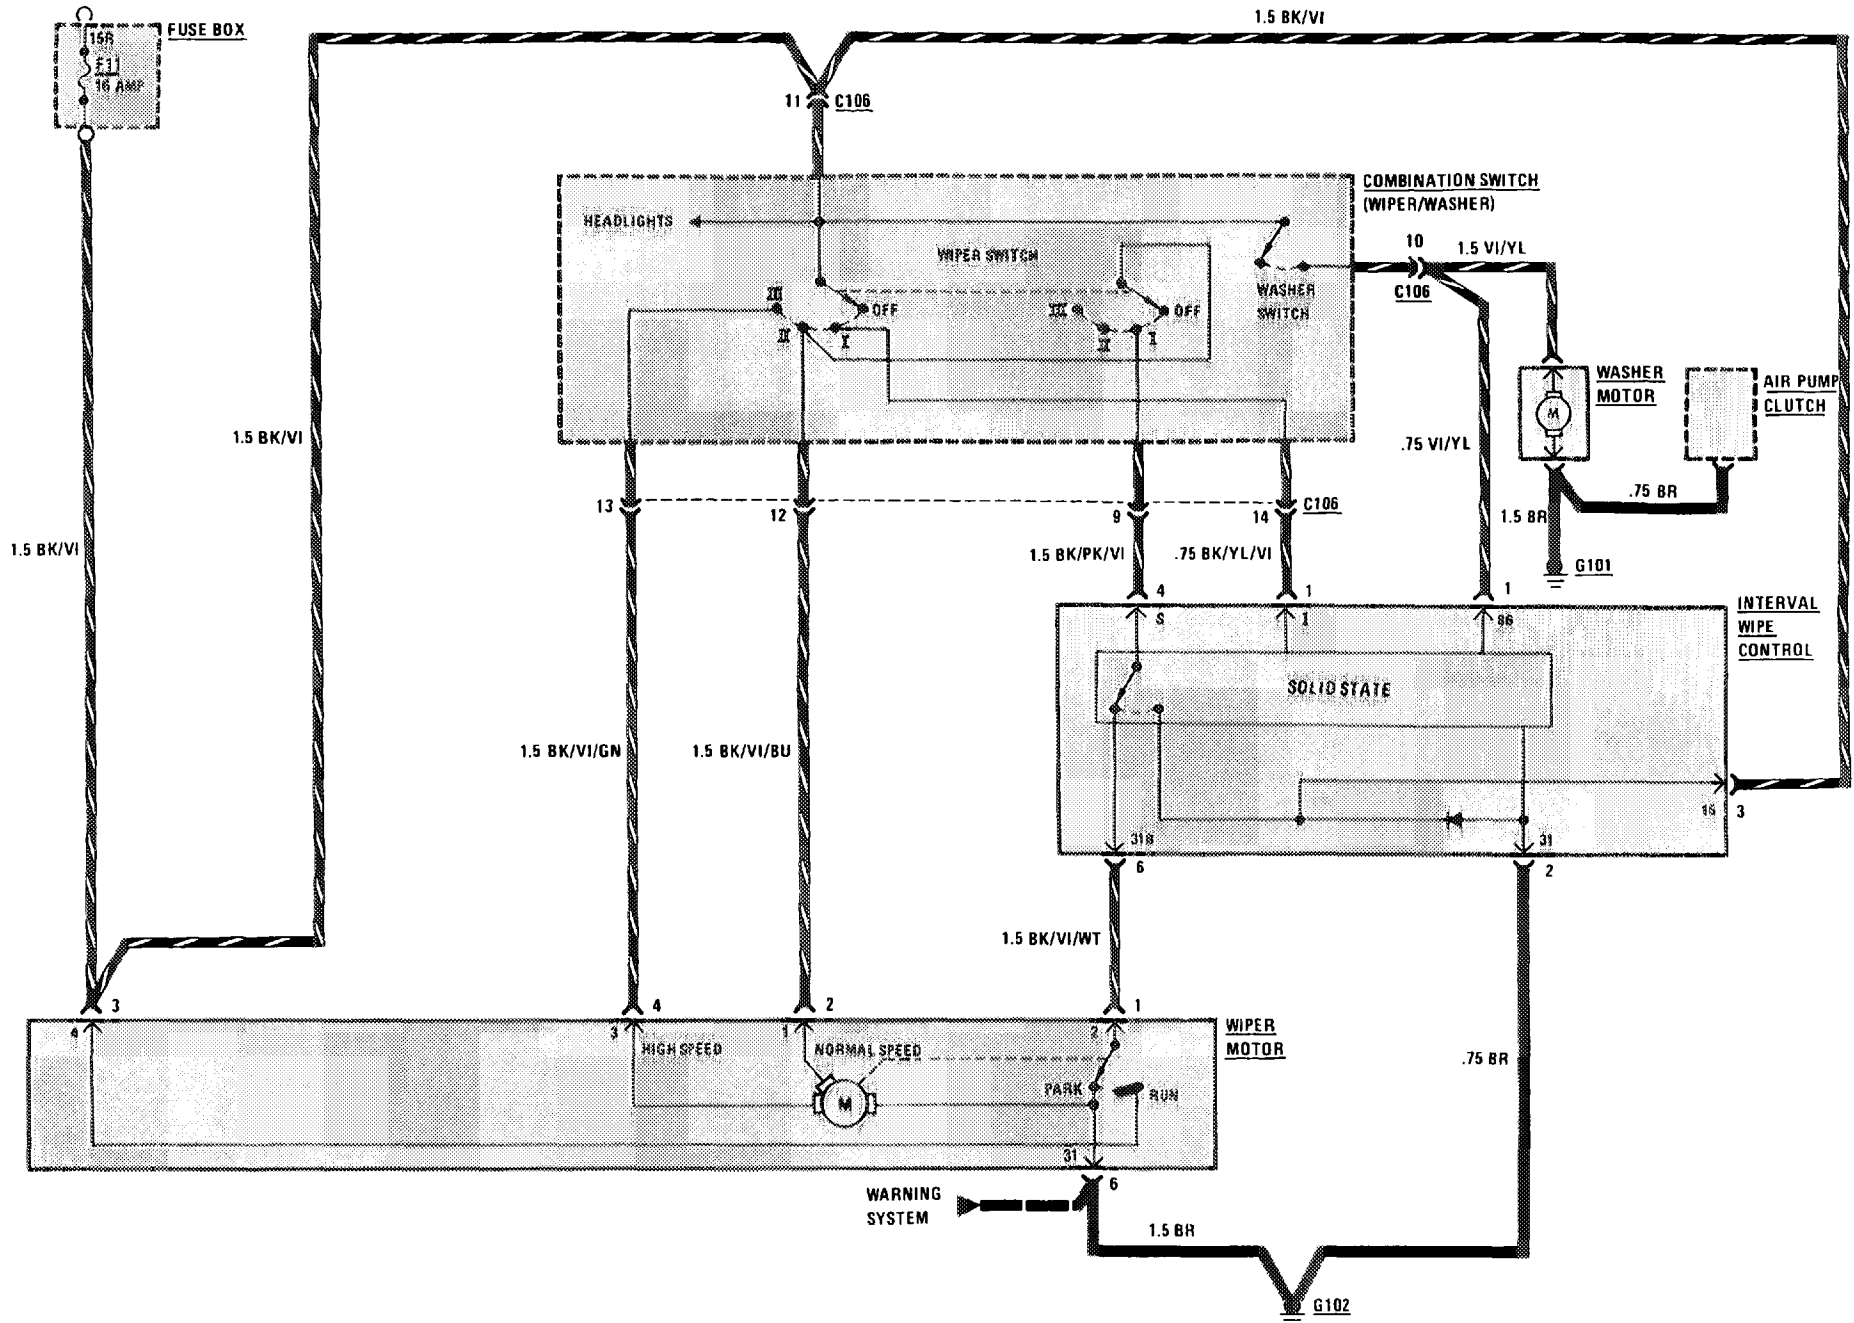 1.5 BK/VI
15R
FUSE BOX
F11
16 AMP
11
C106
COMBINATION SWITCH
(WIPER/WASHER)
HEADLIGHTS
WIPER SWITCH
10
1.5 VI/YL
C106
WASHER
SWITCH
III
OFF
III
OFF
II
I
II
I
WASHER
MOTOR
M
AIR PUMP
CLUTCH
1.5 BK/VI
.75 VI/YL
13
12
9
14
C106
.75 BR
1.5 BR
1.5 BK/VI
1.5 BK/PK/VI
.75 BK/YL/VI
G101
4
1
1
S
I
86
INTERVAL
WIPE
CONTROL
SOLID STATE
1.5 BK/VI/GN
1.5 BK/VI/BU
15
3
31B
31
6
2
1.5 BK/VI/WT
3
4
2
1
4
3
1
2
WIPER
MOTOR
HIGH SPEED
NORMAL SPEED
.75 BR
PARK
RUN
M
31
6
WARNING
SYSTEM
1.5 BR
G102